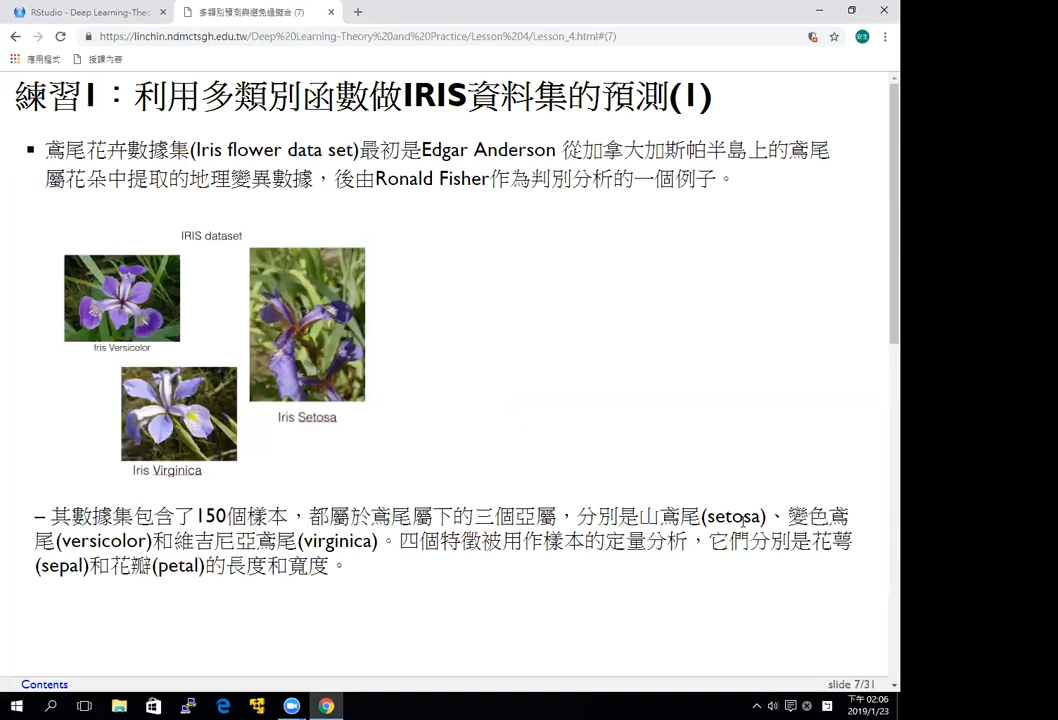 RStudio - Deep Learning-Theo
多類別預測與避免過擬合 (7)
https://linchin.ndmctsgh.edu.tw/Deep%20Learning-Theory%20and%20Practice/Lesson%204/Lesson_4.html#(7)
應用程式
授課內容
練習1：利用多類別函數做IRIS資料集的預測(1)
鳶尾花卉數據集(Iris flower data set)最初是Edgar Anderson 從加拿大加斯帕半島上的鳶尾
屬花朵中提取的地理變異數據，後由Ronald Fisher作為判別分析的一個例子。
IRIS dataset
Iris Versicolor
Iris Setosa
Iris Virginica
– 其數據集包含了150個樣本，都屬於鳶尾屬下的三個亞屬，分別是山鳶尾(setosa)、變色鳶
尾(versicolor)和維吉尼亞鳶尾(virginica)。四個特徵被用作樣本的定量分析，它們分別是花萼
(sepal)和花瓣(petal)的長度和寬度。
Contents
slide 7/31
下午 02:06
2019/1/23